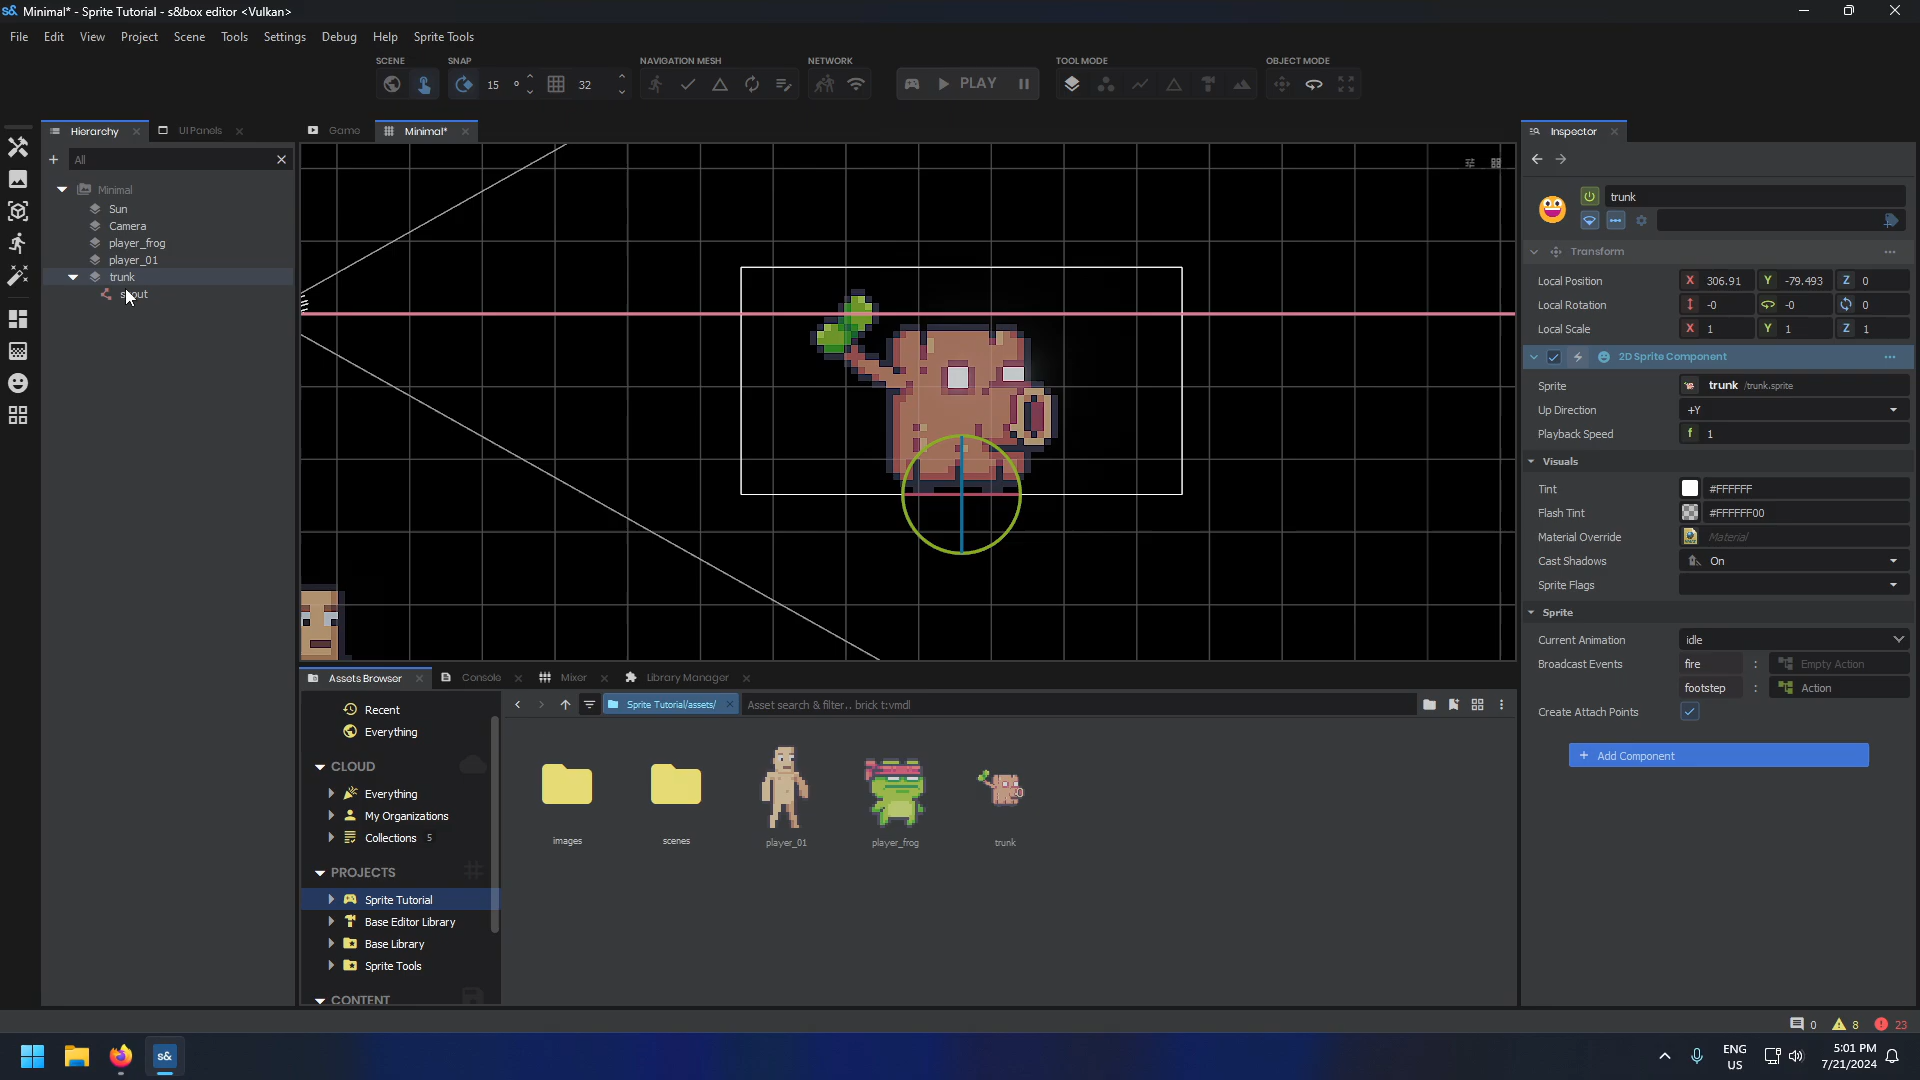 Minimal* - Sprite Tutorial - s&box editor <Vulkan>
File Edit View Project Scene Tools Settings Debug Help Sprite Tools
SCENE SNAP NAVIGATION MESH NETWORK TOOL MODE OBJECT MODE
15 ° 32 PLAY
Hierarchy UI Panels Game Minimal* Inspector
All
Minimal
Sun
Camera
player_frog
player_01
trunk
trunk
Transform
Local Position X 306.91 Y -79.493 Z 0
Local Rotation -0 -0 0
Local Scale X 1 Y 1 Z 1
2D Sprite Component
Sprite trunk /trunk.sprite
Up Direction +Y
Playback Speed f 1
Visuals
Tint #FFFFFF
Flash Tint #FFFFFF00
Material Override Material
Cast Shadows On
Sprite Flags
Sprite
Current Animation idle
Broadcast Events fire : Empty Action
footstep : Action
Create Attach Points
+ Add Component
Assets Browser Console Mixer Library Manager
Recent
Everything
CLOUD
Everything
My Organizations
Collections 5
PROJECTS
Sprite Tutorial
Base Editor Library
Base Library
Sprite Tools
CONTENT
Sprite Tutorial/assets/ Asset search & filter.. brick t:vmdl
images scenes player_01 player_frog trunk
0 8 23
s&
ENG
US
5:01 PM
7/21/2024